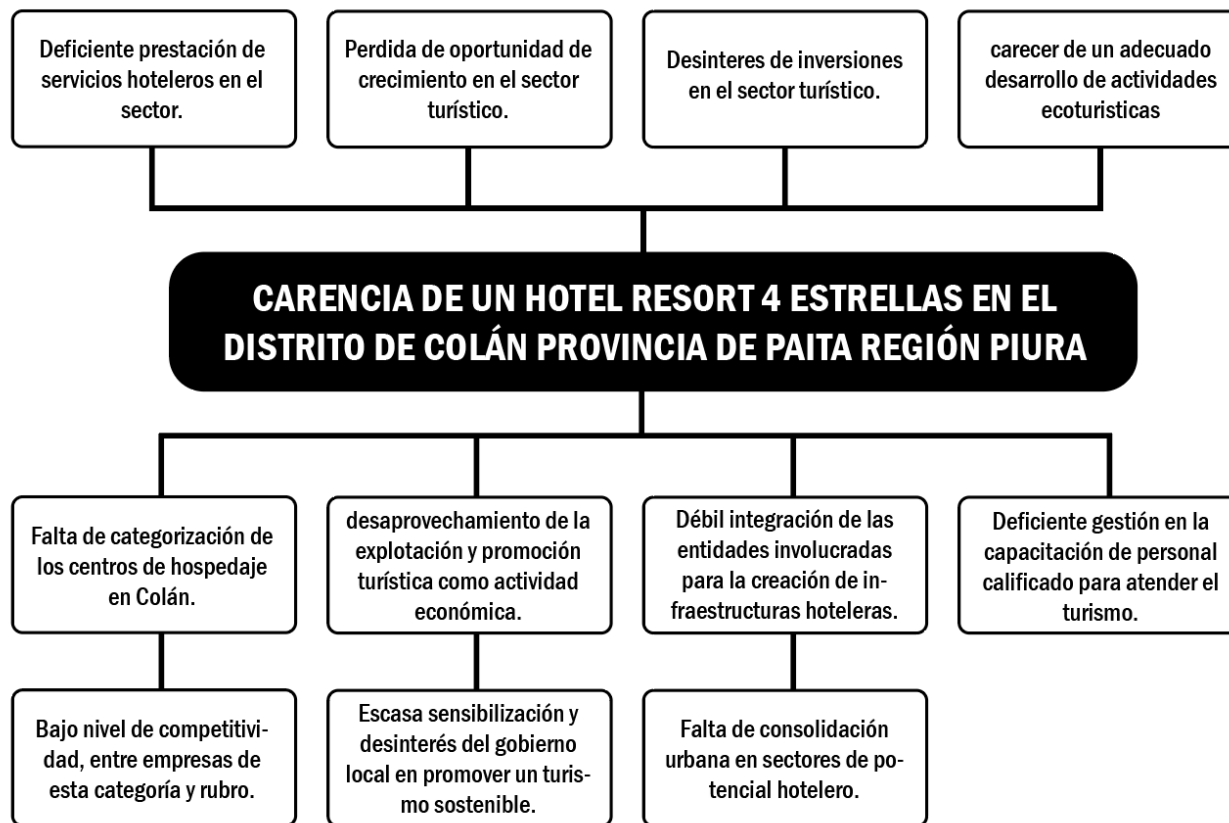 Deficiente prestación de
servicios hoteleros en el
sector.
Perdida de oportunidad de
crecimiento en el sector
turístico.
Desinteres de inversiones
en el sector turístico.
carecer de un adecuado
desarrollo de actividades
ecoturisticas
CARENCIA DE UN HOTEL RESORT 4 ESTRELLAS EN EL
DISTRITO DE COLÁN PROVINCIA DE PAITA REGIÓN PIURA
Falta de categorización de
los centros de hospedaje
en Colán.
desaprovechamiento de la
explotación y promoción
turística como actividad
económica.
Débil integración de las
entidades involucradas
para la creación de in-
fraestructuras hoteleras.
Deficiente gestión en la
capacitación de personal
calificado para atender el
turismo.
Bajo nivel de competitivi-
dad, entre empresas de
esta categoría y rubro.
Escasa sensibilización y
desinterés del gobierno
local en promover un turis-
mo sostenible.
Falta de consolidación
urbana en sectores de po-
tencial hotelero.